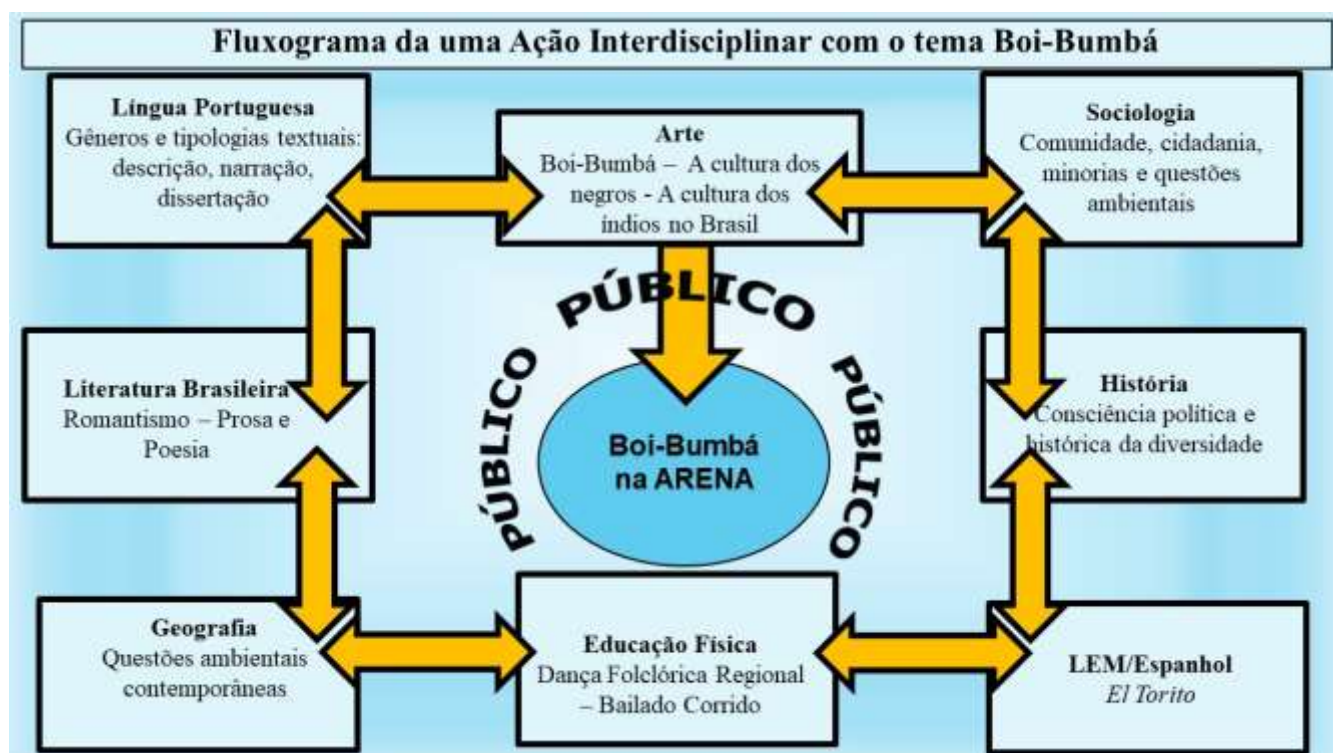 Fluxograma da uma Ação Interdisciplinar com o tema Boi-Bumbá
Língua Portuguesa
Gêneros e tipologias textuais:
descrição, narração,
dissertação
Arte
Boi-Bumbá – A cultura dos
negros - A cultura dos
índios no Brasil
Sociologia
Comunidade, cidadania,
minorias e questões
ambientais
PÚBLICO
PÚBLICO
PÚBLICO
Literatura Brasileira
Romantismo – Prosa e
Poesia
Boi-Bumbá
na ARENA
História
Consciência política e
histórica da diversidade
Geografia
Questões ambientais
contemporâneas
Educação Física
Dança Folclórica Regional
– Bailado Corrido
LEM/Espanhol
El Torito